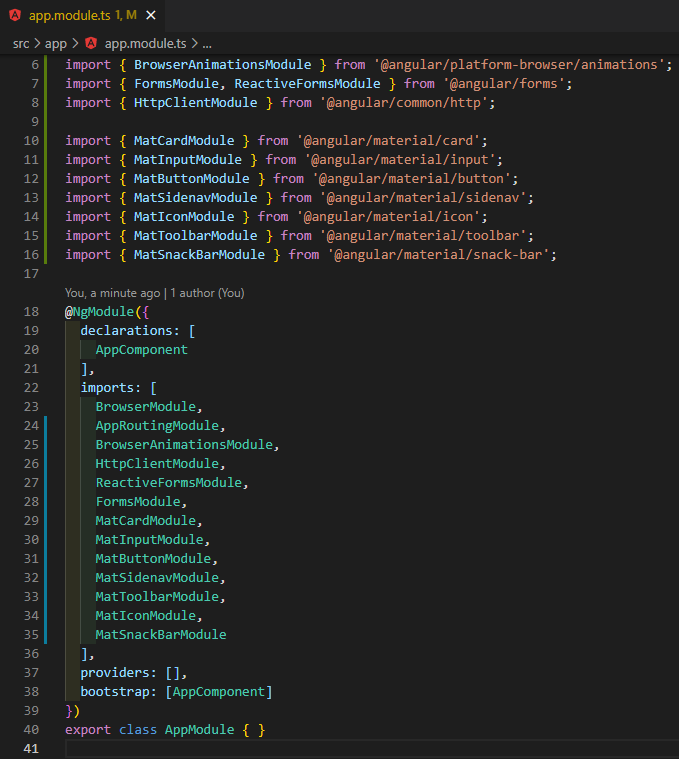 app.module.ts 1, M ✕
src > app > app.module.ts > ...
6 import { BrowserAnimationsModule } from '@angular/platform-browser/animations';
7 import { FormsModule, ReactiveFormsModule } from '@angular/forms';
8 import { HttpClientModule } from '@angular/common/http';
9
10 import { MatCardModule } from '@angular/material/card';
11 import { MatInputModule } from '@angular/material/input';
12 import { MatButtonModule } from '@angular/material/button';
13 import { MatSidenavModule } from '@angular/material/sidenav';
14 import { MatIconModule } from '@angular/material/icon';
15 import { MatToolbarModule } from '@angular/material/toolbar';
16 import { MatSnackBarModule } from '@angular/material/snack-bar';
17
You, a minute ago | 1 author (You)
18 @NgModule({
19   declarations: [
20     AppComponent
21   ],
22   imports: [
23     BrowserModule,
24     AppRoutingModule,
25     BrowserAnimationsModule,
26     HttpClientModule,
27     ReactiveFormsModule,
28     FormsModule,
29     MatCardModule,
30     MatInputModule,
31     MatButtonModule,
32     MatSidenavModule,
33     MatToolbarModule,
34     MatIconModule,
35     MatSnackBarModule
36   ],
37   providers: [],
38   bootstrap: [AppComponent]
39 })
40 export class AppModule { }
41